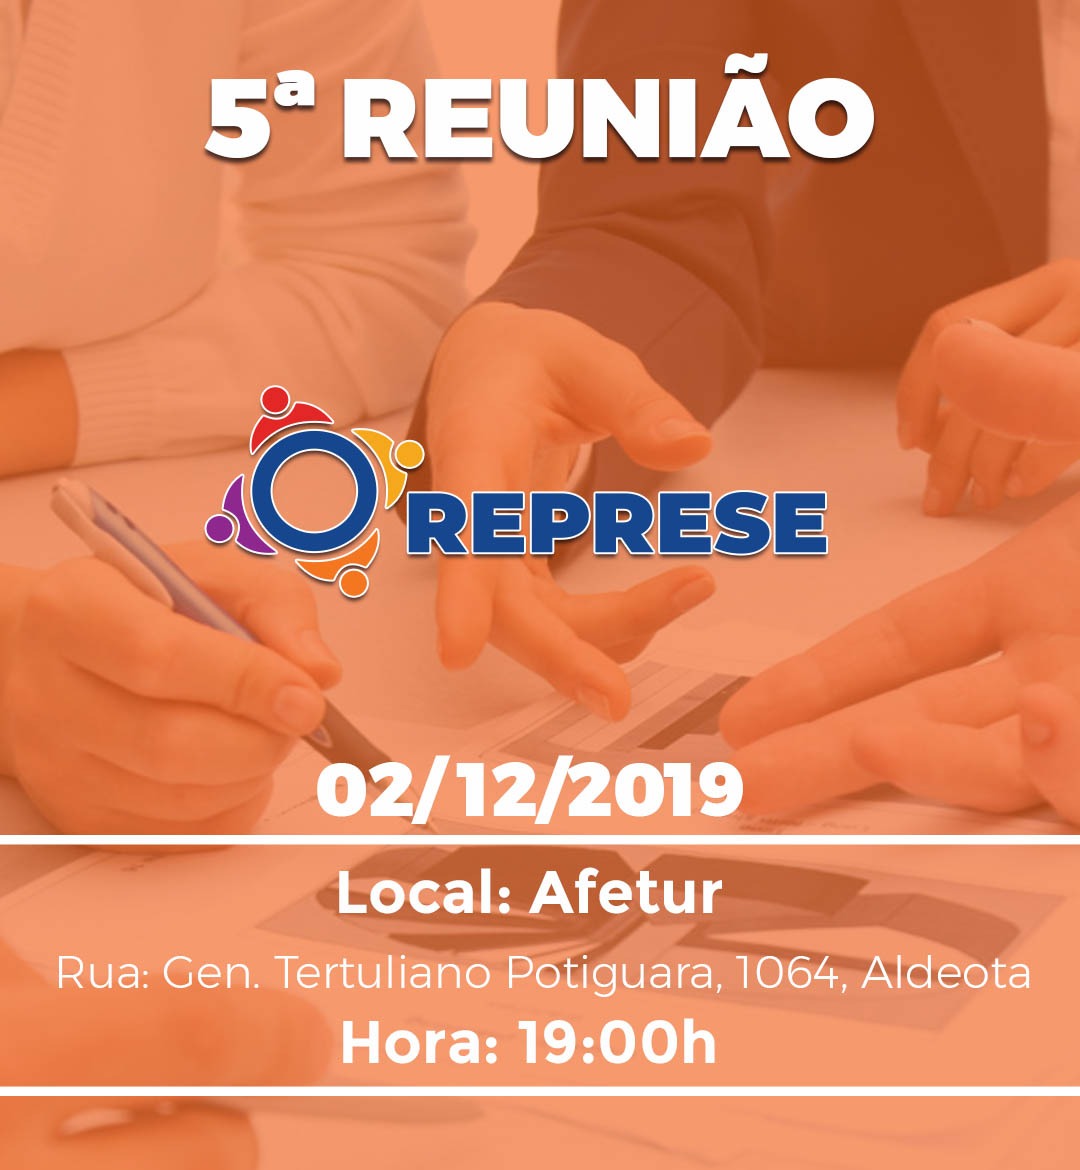 5ª REUNIÃO
REPRESE
02/12/2019
Local: Afetur
Rua: Gen. Tertuliano Potiguara, 1064, Aldeota
Hora: 19:00h